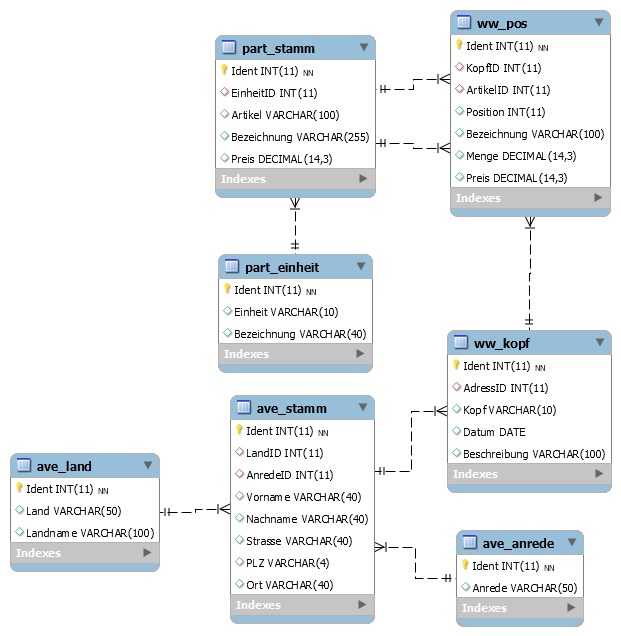 part_stamm
Ident INT(11) NN
EinheitID INT(11)
Artikel VARCHAR(100)
Bezeichnung VARCHAR(255)
Preis DECIMAL(14,3)
Indexes
ww_pos
Ident INT(11) NN
KopfID INT(11)
ArtikelID INT(11)
Position INT(11)
Bezeichnung VARCHAR(100)
Menge DECIMAL(14,3)
Preis DECIMAL(14,3)
Indexes
part_einheit
Ident INT(11) NN
Einheit VARCHAR(10)
Bezeichnung VARCHAR(40)
Indexes
ww_kopf
Ident INT(11) NN
AdressID INT(11)
Kopf VARCHAR(10)
Datum DATE
Beschreibung VARCHAR(100)
Indexes
ave_stamm
Ident INT(11) NN
LandID INT(11)
AnredeID INT(11)
Vorname VARCHAR(40)
Nachname VARCHAR(40)
Strasse VARCHAR(40)
PLZ VARCHAR(4)
Ort VARCHAR(40)
Indexes
ave_land
Ident INT(11) NN
Land VARCHAR(50)
Landname VARCHAR(100)
Indexes
ave_anrede
Ident INT(11) NN
Anrede VARCHAR(50)
Indexes